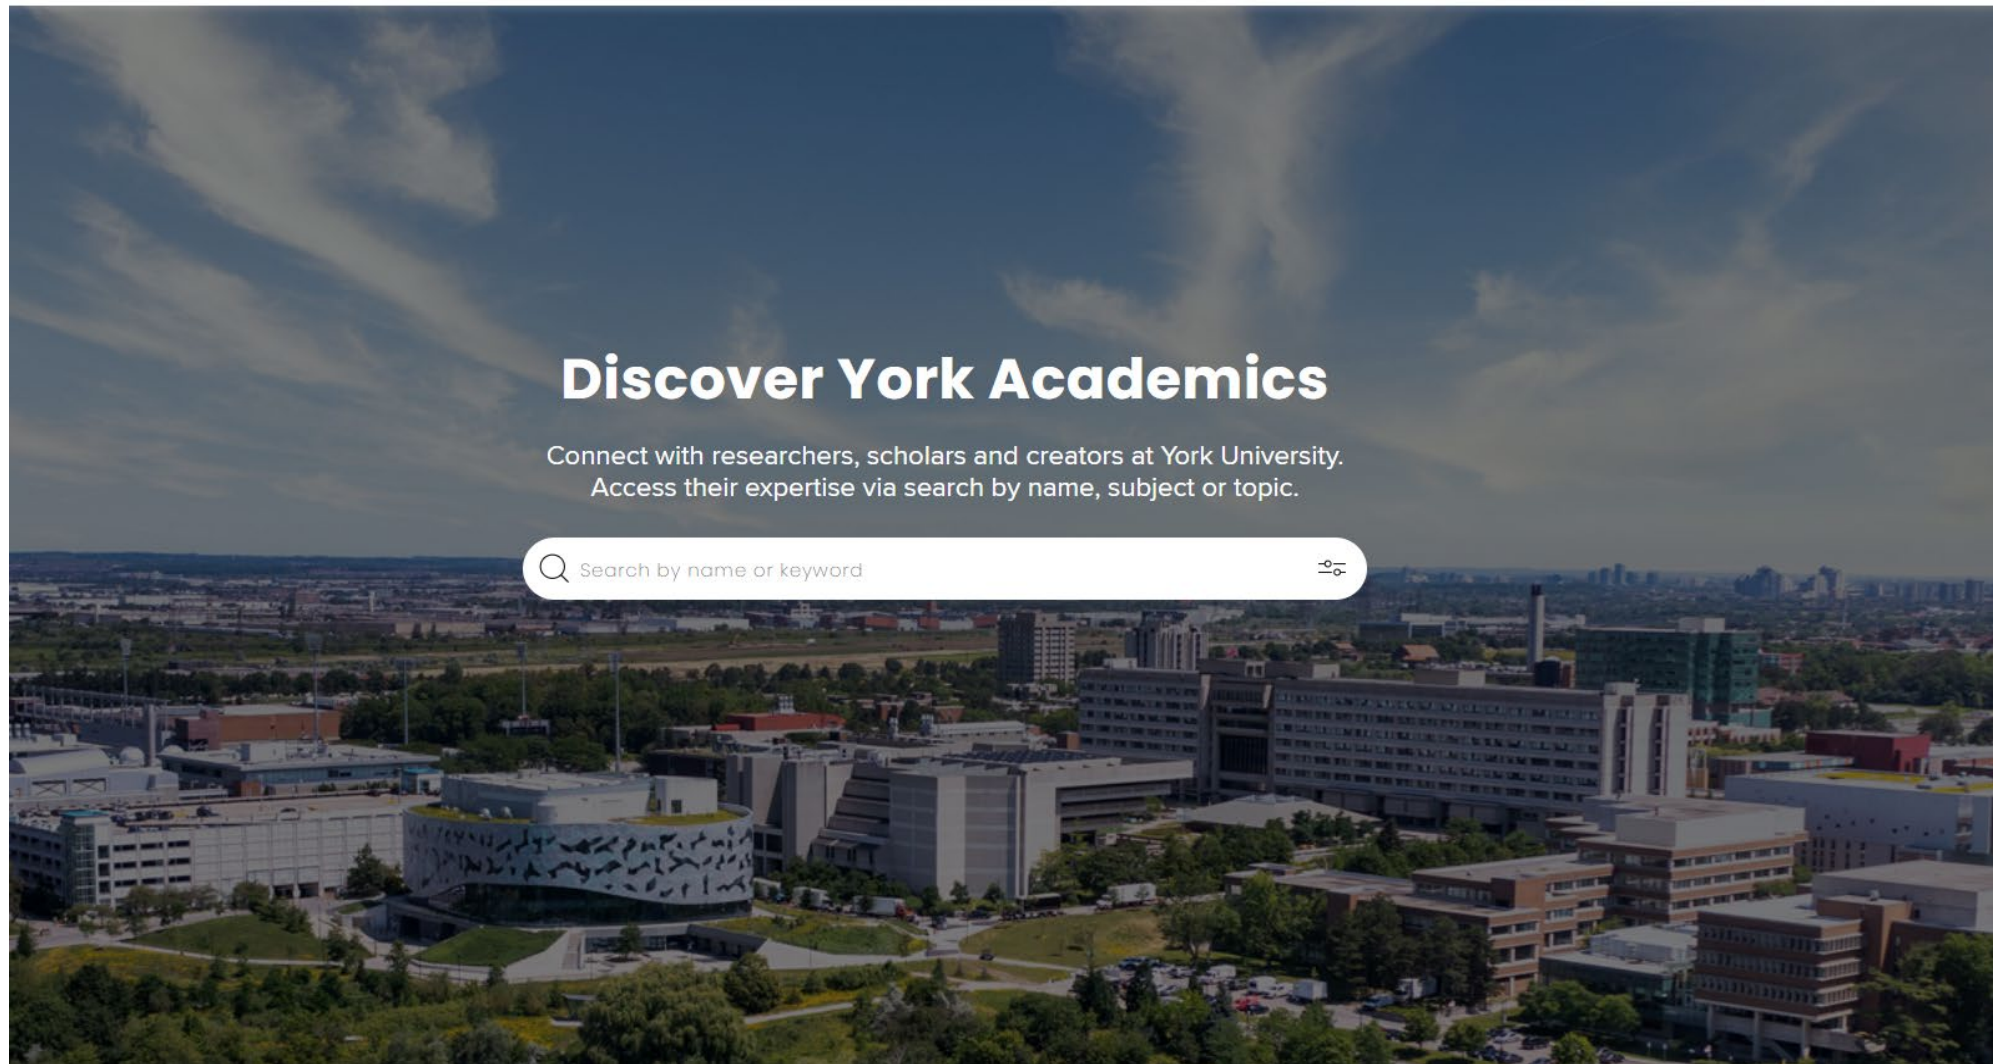 Discover York Academics
Connect with researchers, scholars and creators at York University.
Access their expertise via search by name, subject or topic.
Search by name or keyword